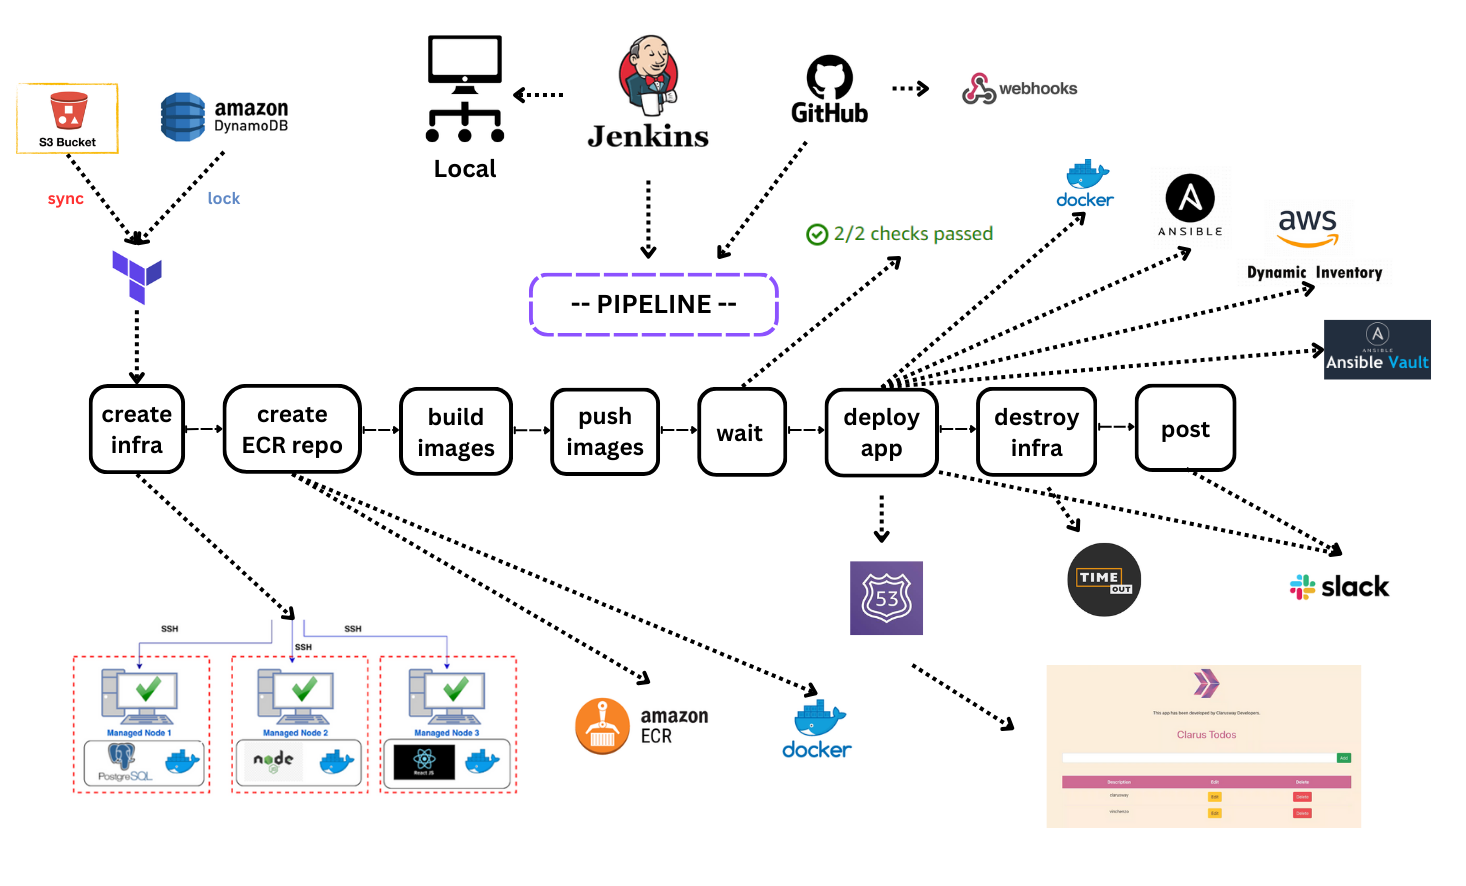 Local
Jenkins
GitHub
webhooks
S3 Bucket
amazon
DynamoDB
sync
lock
docker
ANSIBLE
aws
Dynamic Inventory
2/2 checks passed
-- PIPELINE --
ANSIBLE
Ansible Vault
create
infra
create
ECR repo
build
images
push
images
wait
deploy
app
destroy
infra
post
53
TIME
OUT
slack
SSH
SSH
SSH
Managed Node 1
Managed Node 2
Managed Node 3
PostgreSQL
node
JS
React JS
amazon
ECR
docker
This app has been developed by Clarusway Developers.
Clarus Todos
Add
Description Edit Delete
clarusway Edit Delete
Edit Delete